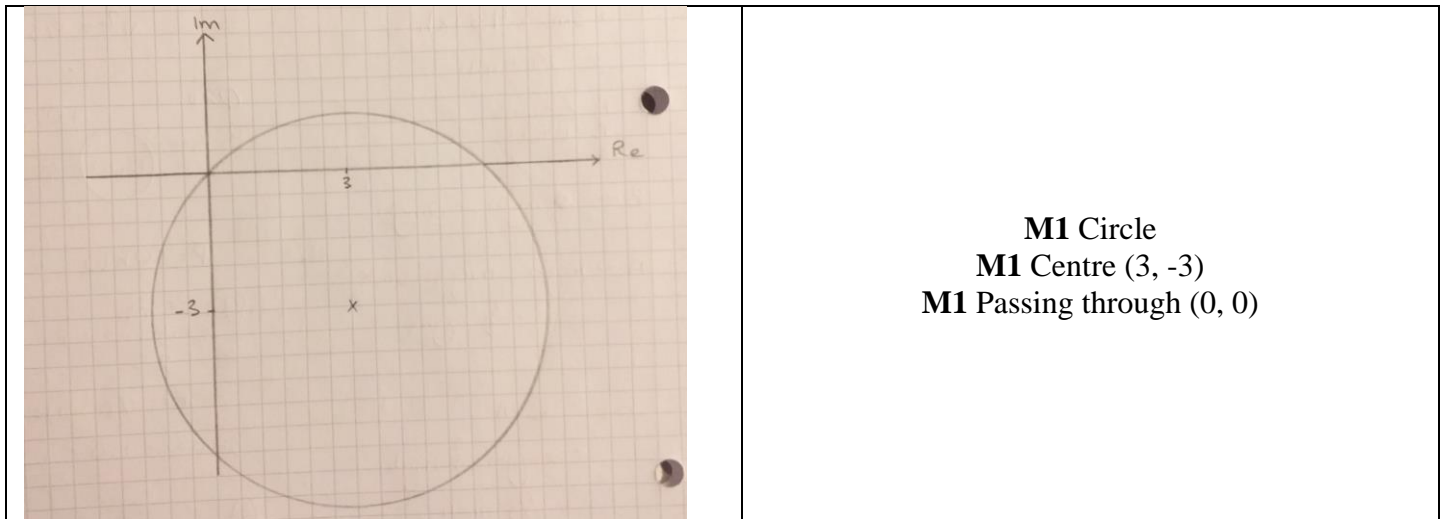 Im
Re
3
-3
x
M1 Circle
M1 Centre (3, -3)
M1 Passing through (0, 0)